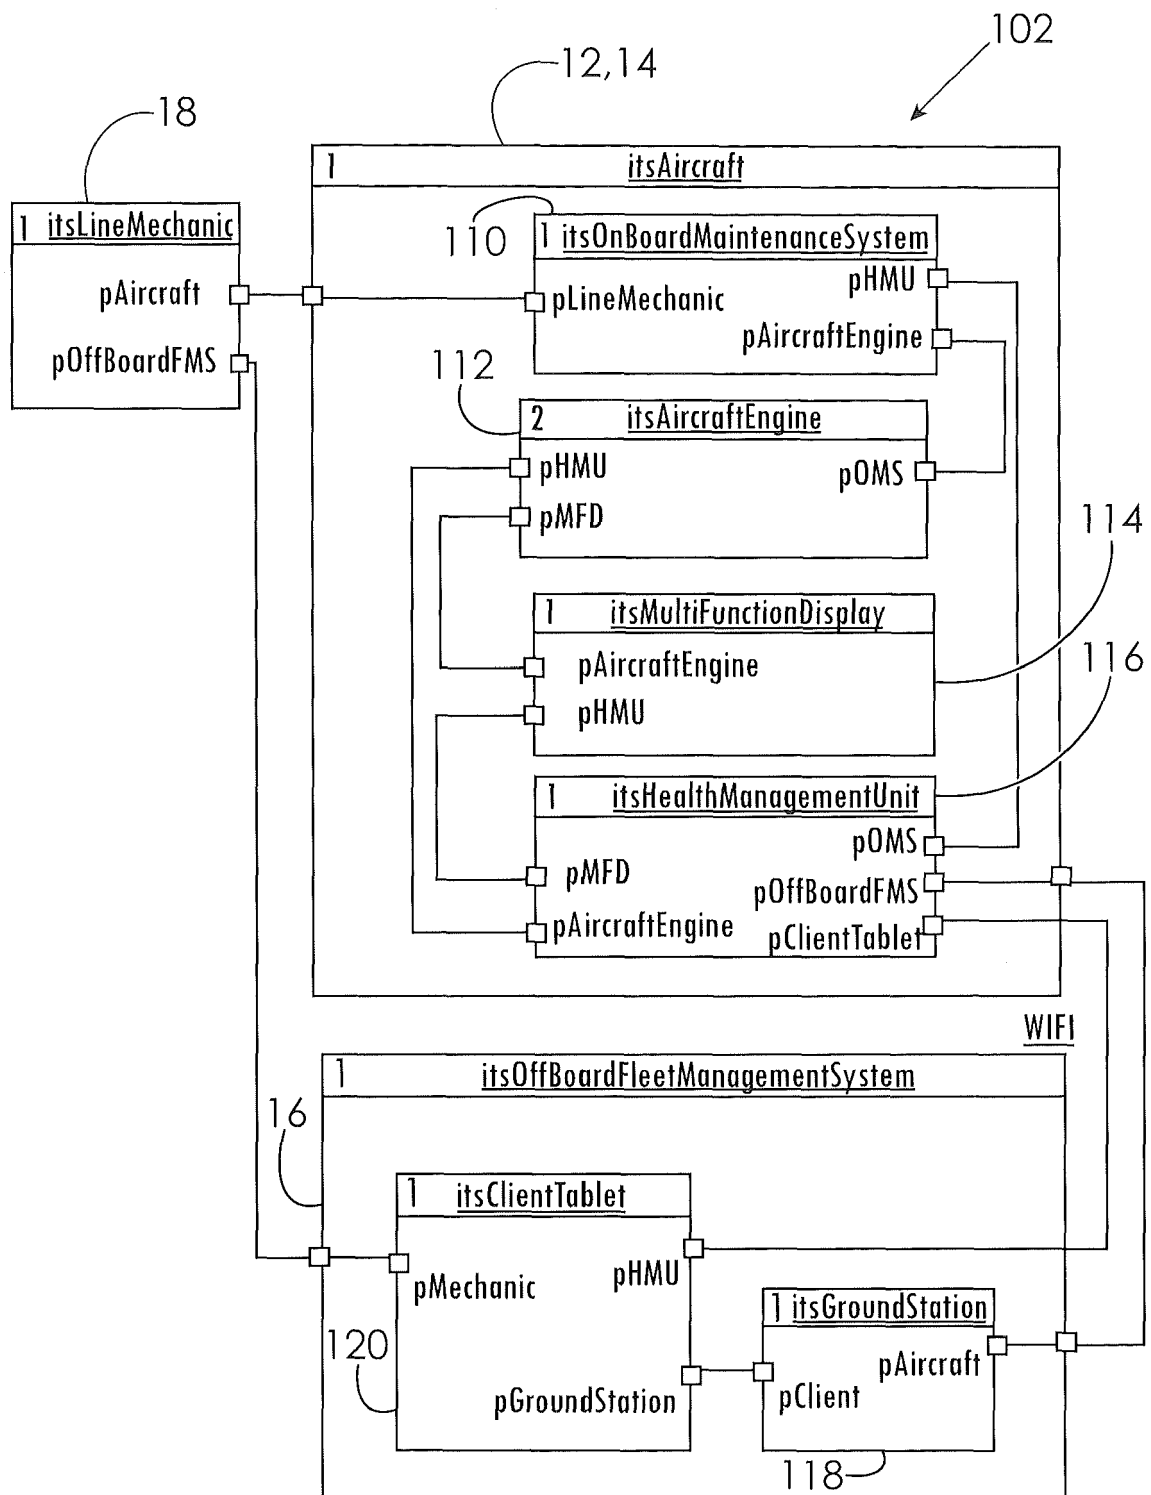 102
12,14
18
1 itsAircraft
1 itsLineMechanic
pAircraft
pOffBoardFMS
110
1 itsOnBoardMaintenanceSystem
pHMU
pLineMechanic
pAircraftEngine
112
2 itsAircraftEngine
pHMU
pOMS
pMFD
114
1 itsMultiFunctionDisplay
pAircraftEngine
pHMU
116
1 itsHealthManagementUnit
pOMS
pMFD
pOffBoardFMS
pAircraftEngine
pClientTablet
WIFI
1 itsOffBoardFleetManagementSystem
16
1 itsClientTablet
pMechanic
pHMU
1 itsGroundStation
120
pAircraft
pGroundStation
pClient
118